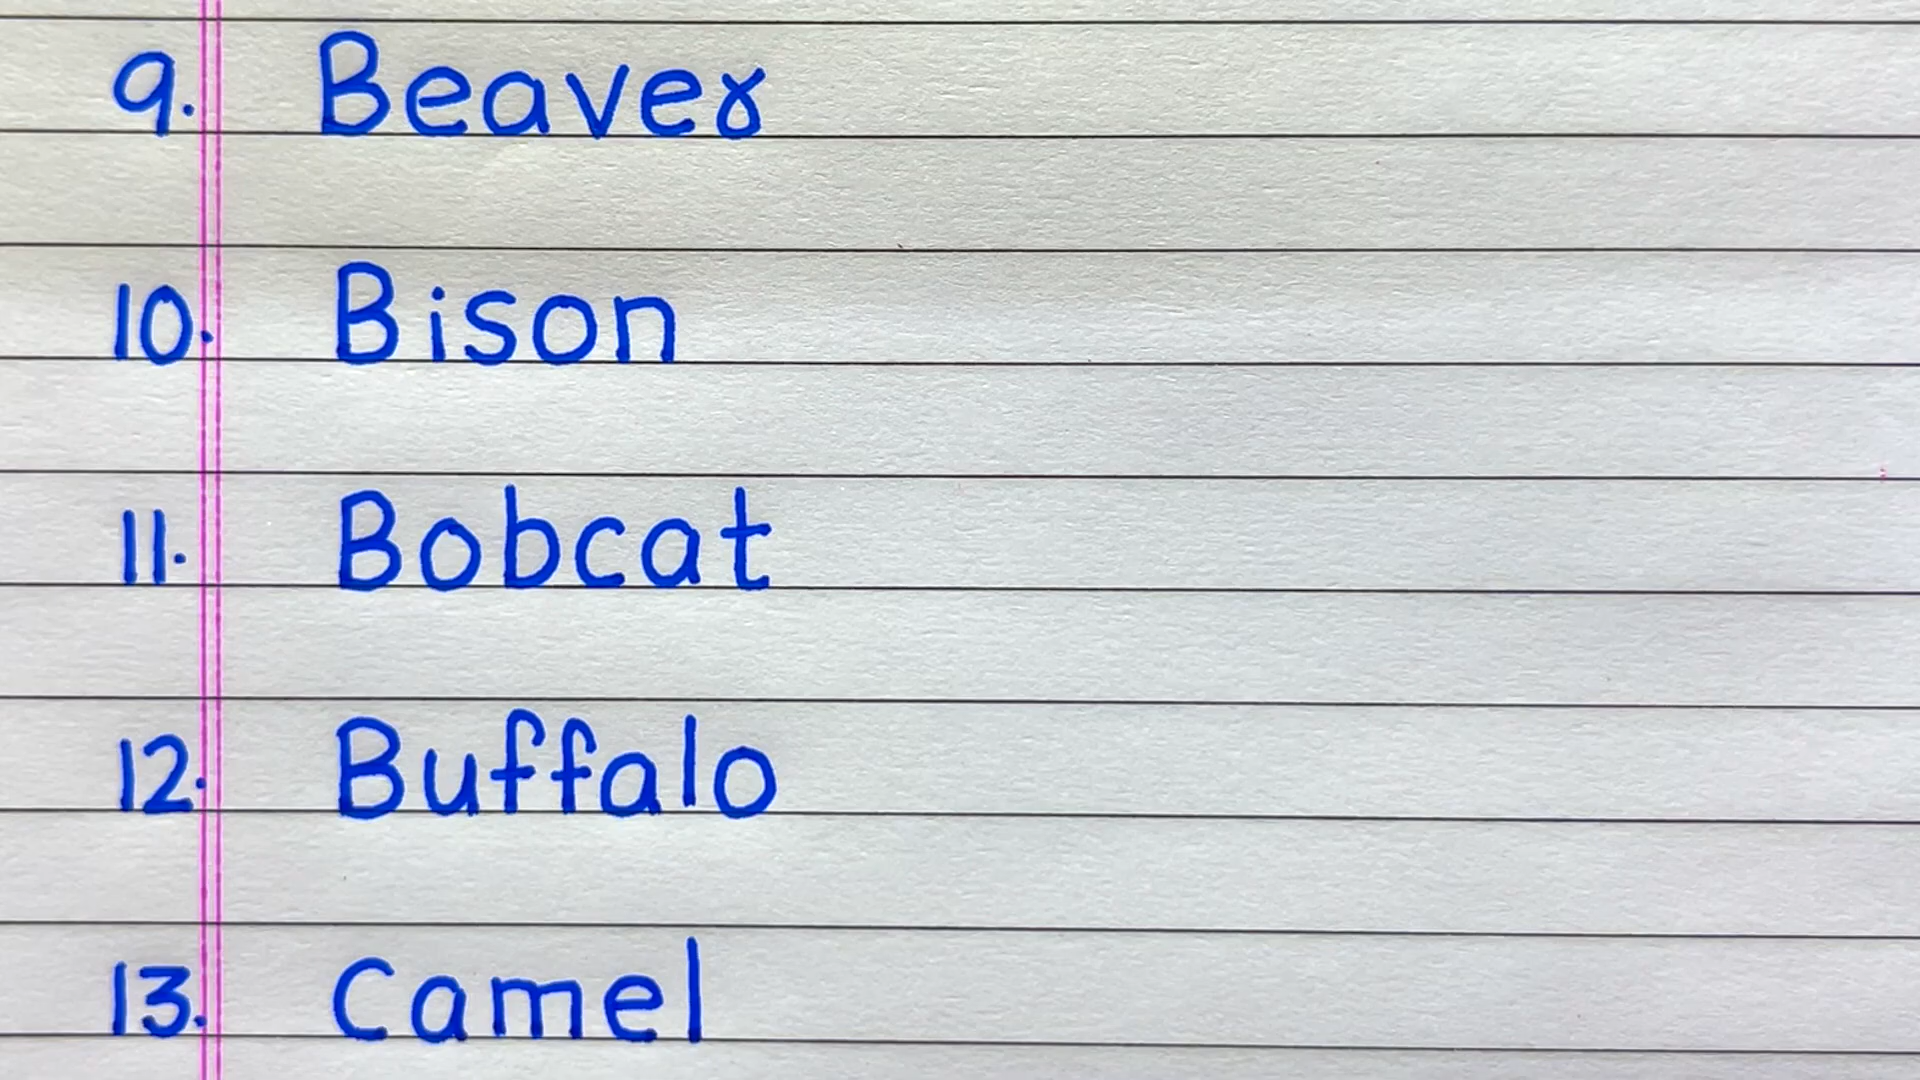 9. Beaver
10. Bison
11. Bobcat
12. Buffalo
13. Camel